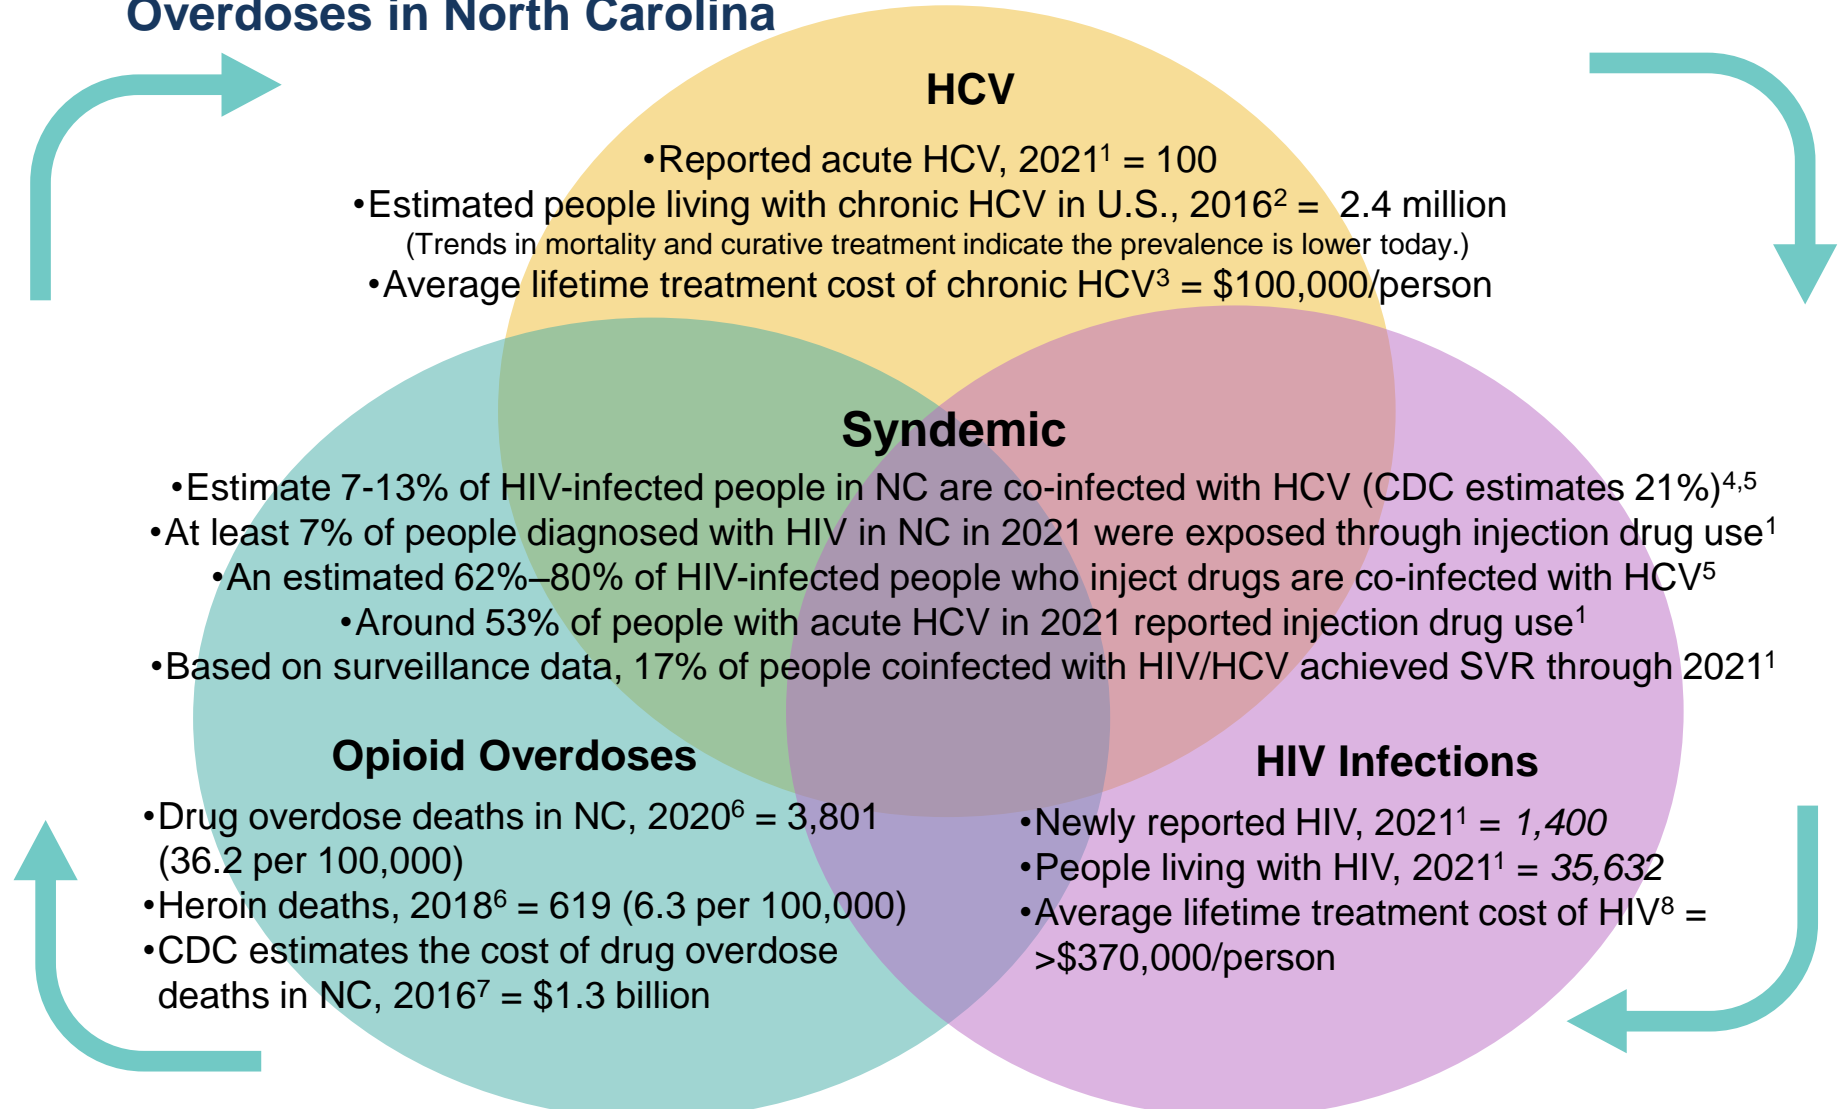 Overdoses in North Carolina
HCV
•Reported acute HCV, 2021¹ = 100
•Estimated people living with chronic HCV in U.S., 2016² = 2.4 million
(Trends in mortality and curative treatment indicate the prevalence is lower today.)
•Average lifetime treatment cost of chronic HCV³ = $100,000/person
Syndemic
•Estimate 7-13% of HIV-infected people in NC are co-infected with HCV (CDC estimates 21%)⁴,⁵
•At least 7% of people diagnosed with HIV in NC in 2021 were exposed through injection drug use¹
•An estimated 62%–80% of HIV-infected people who inject drugs are co-infected with HCV⁵
•Around 53% of people with acute HCV in 2021 reported injection drug use¹
•Based on surveillance data, 17% of people coinfected with HIV/HCV achieved SVR through 2021¹
Opioid Overdoses
•Drug overdose deaths in NC, 2020⁶ = 3,801
(36.2 per 100,000)
•Heroin deaths, 2018⁶ = 619 (6.3 per 100,000)
•CDC estimates the cost of drug overdose
deaths in NC, 2016⁷ = $1.3 billion
HIV Infections
•Newly reported HIV, 2021¹ = 1,400
•People living with HIV, 2021¹ = 35,632
•Average lifetime treatment cost of HIV⁸ =
>$370,000/person